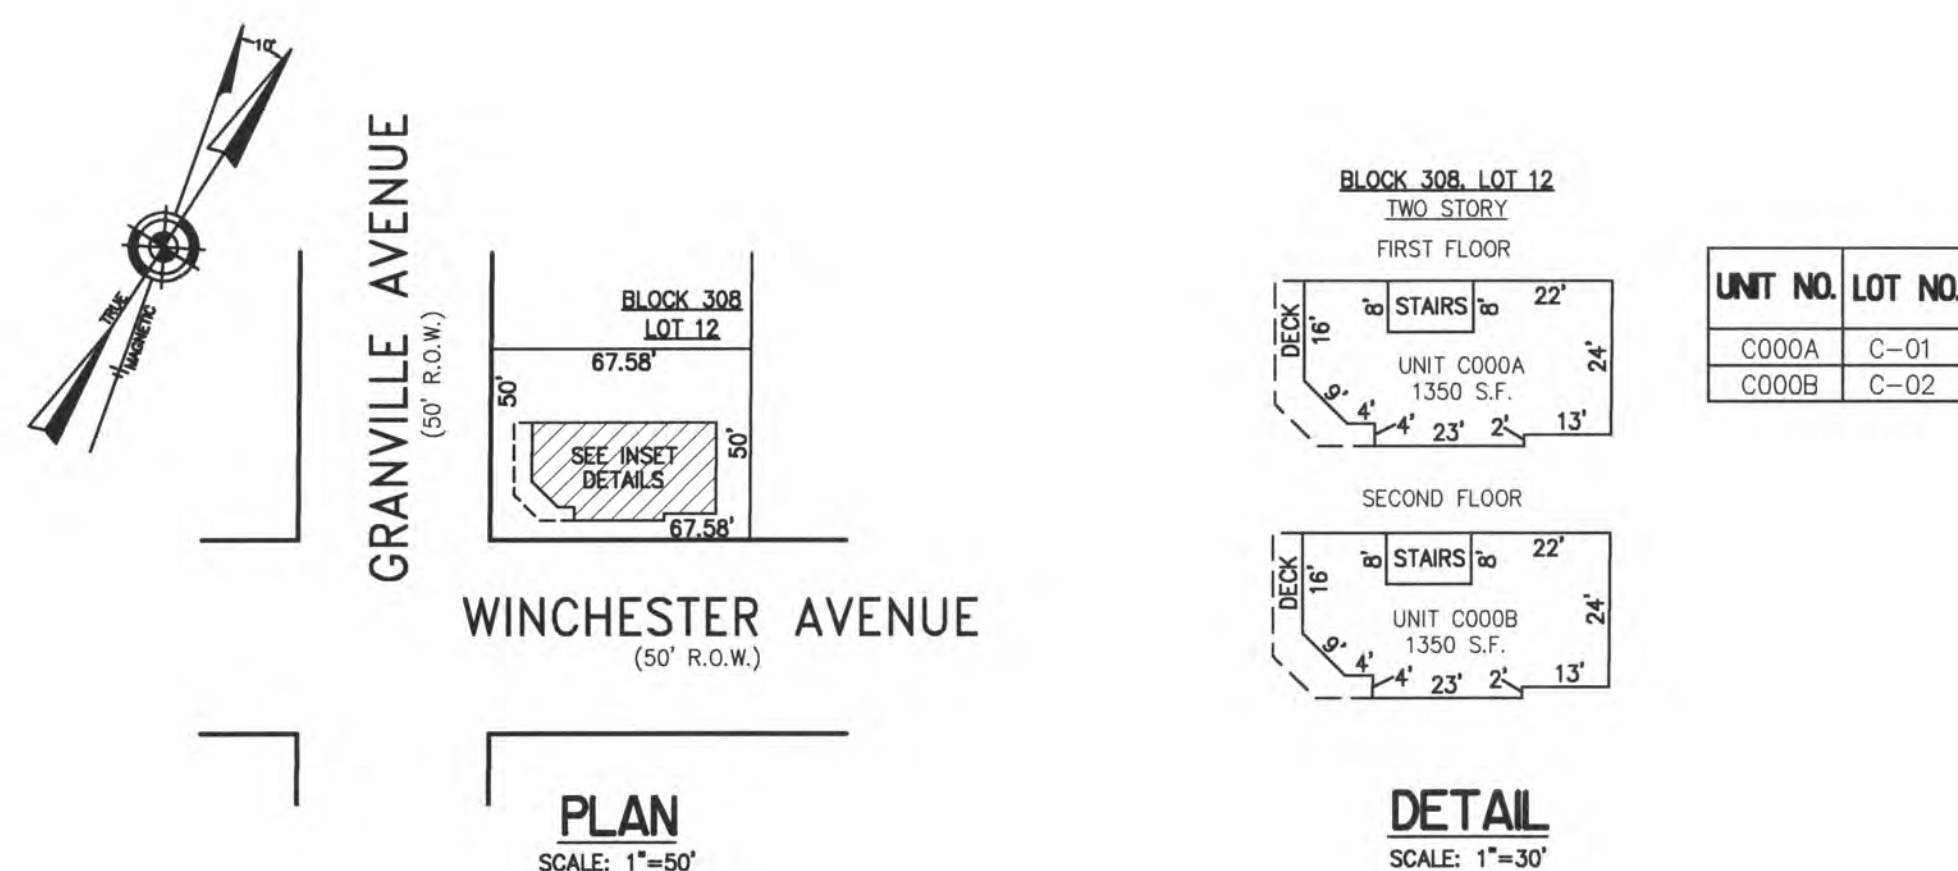 10°
TRUE
MAGNETIC
GRANVILLE AVENUE
(50' R.O.W.)
BLOCK 308
LOT 12
67.58'
50'
50'
SEE INSET
DETAILS
67.58'
WINCHESTER AVENUE
(50' R.O.W.)
PLAN
SCALE: 1"=50'
BLOCK 308, LOT 12
TWO STORY
FIRST FLOOR
DECK
16'
8'
STAIRS
8'
22'
24'
UNIT C000A
1350 S.F.
9'
4'
4'
23'
2'
13'
SECOND FLOOR
DECK
16'
8'
STAIRS
8'
22'
24'
UNIT C000B
1350 S.F.
9'
4'
4'
23'
2'
13'
DETAIL
SCALE: 1"=30'
UNIT NO. LOT NO.
C000A C-01
C000B C-02